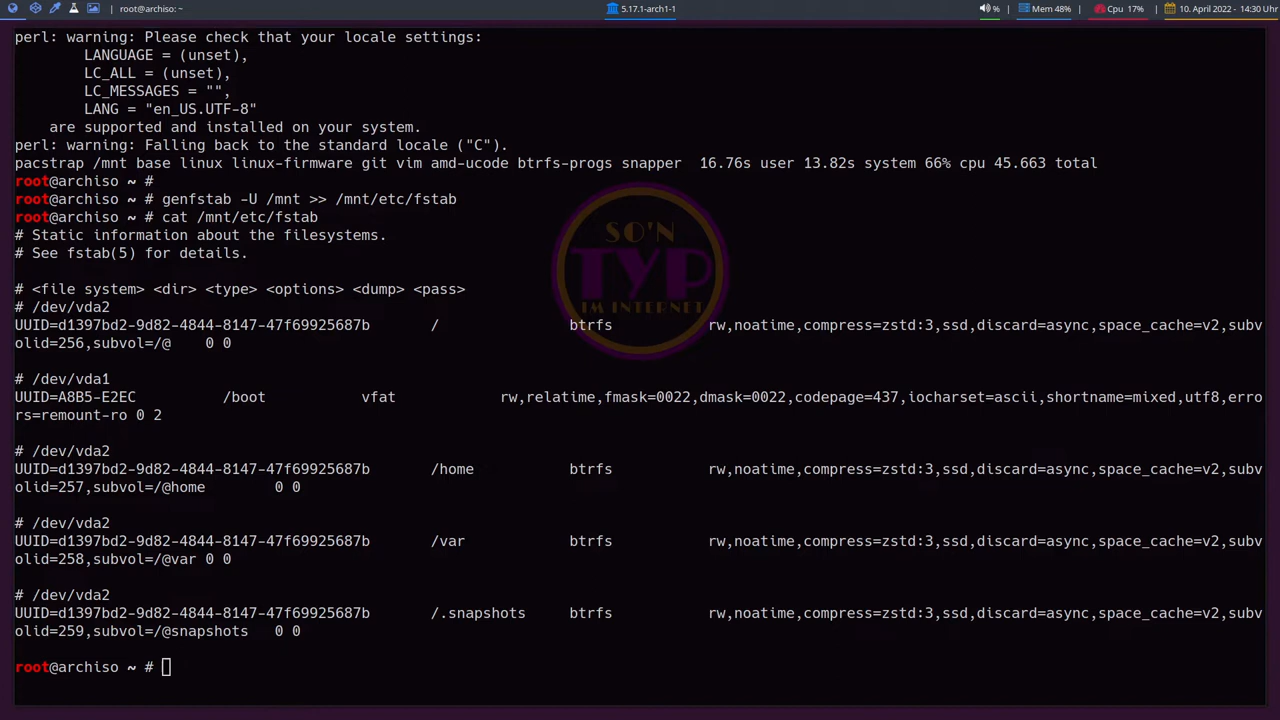 root@archiso:~
5.17.1-arch1-1
%
Mem 48%
Cpu 17%
10. April 2022 - 14:30 Uhr
perl: warning: Please check that your locale settings:
LANGUAGE = (unset),
LC_ALL = (unset),
LC_MESSAGES = "",
LANG = "en_US.UTF-8"
are supported and installed on your system.
perl: warning: Falling back to the standard locale ("C").
pacstrap /mnt base linux linux-firmware git vim amd-ucode btrfs-progs snapper  16.76s user 13.82s system 66% cpu 45.663 total
root@archiso ~ #
root@archiso ~ # genfstab -U /mnt >> /mnt/etc/fstab
root@archiso ~ # cat /mnt/etc/fstab
# Static information about the filesystems.
# See fstab(5) for details.
# <file system> <dir> <type> <options> <dump> <pass>
# /dev/vda2
UUID=d1397bd2-9d82-4844-8147-47f69925687b / btrfs rw,noatime,compress=zstd:3,ssd,discard=async,space_cache=v2,subv
olid=256,subvol=/@ 0 0
# /dev/vda1
UUID=A8B5-E2EC /boot vfat rw,relatime,fmask=0022,dmask=0022,codepage=437,iocharset=ascii,shortname=mixed,utf8,erro
rs=remount-ro 0 2
# /dev/vda2
UUID=d1397bd2-9d82-4844-8147-47f69925687b /home btrfs rw,noatime,compress=zstd:3,ssd,discard=async,space_cache=v2,subv
olid=257,subvol=/@home 0 0
# /dev/vda2
UUID=d1397bd2-9d82-4844-8147-47f69925687b /var btrfs rw,noatime,compress=zstd:3,ssd,discard=async,space_cache=v2,subv
olid=258,subvol=/@var 0 0
# /dev/vda2
UUID=d1397bd2-9d82-4844-8147-47f69925687b /.snapshots btrfs rw,noatime,compress=zstd:3,ssd,discard=async,space_cache=v2,subv
olid=259,subvol=/@snapshots 0 0
root@archiso ~ #
SO'N
TYP
IM INTERNET